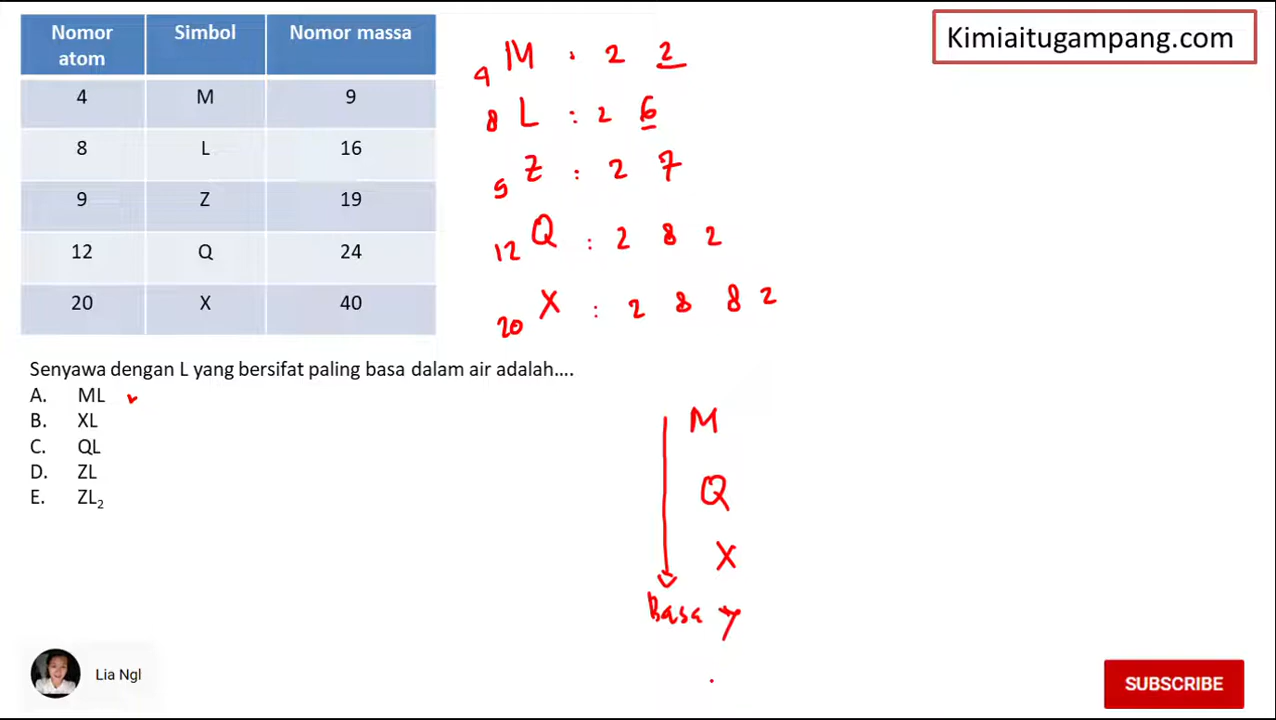 Nomor atom Simbol Nomor massa
4 M 9
8 L 16
9 Z 19
12 Q 24
20 X 40
Kimiaitugampang.com
4 M : 2 2
8 L : 2 6
9 Z : 2 7
12 Q : 2 8 2
20 X : 2 8 8 2
Senyawa dengan L yang bersifat paling basa dalam air adalah....
A. ML
B. XL
C. QL
D. ZL
E. ZL₂
M
Q
X
Basa
Lia Ngl
SUBSCRIBE